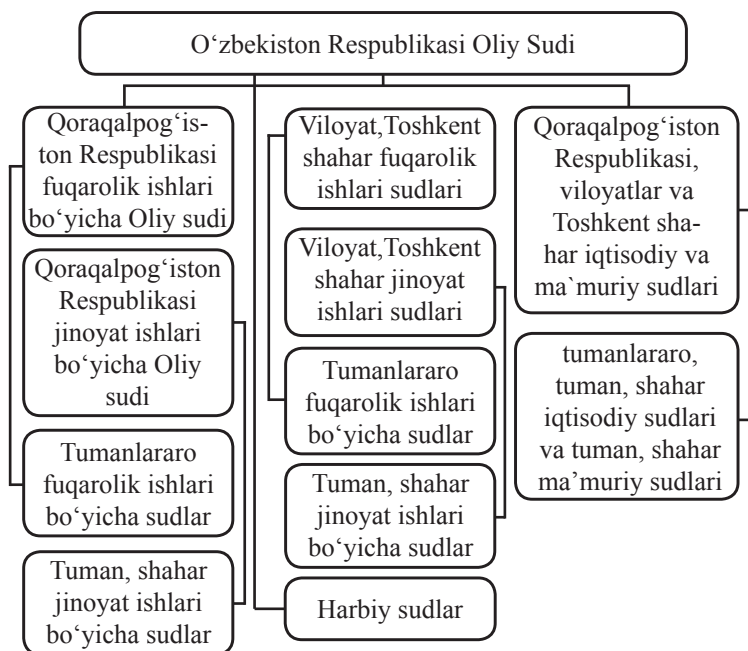 O‘zbekiston Respublikasi Oliy Sudi
Qoraqalpog‘is-
ton Respublikasi
fuqarolik ishlari
bo‘yicha Oliy sudi
Qoraqalpog‘iston
Respublikasi
jinoyat ishlari
bo‘yicha Oliy
sudi
Tumanlararo
fuqarolik ishlari
bo‘yicha sudlar
Tuman, shahar
jinoyat ishlari
bo‘yicha sudlar
Viloyat,Toshkent
shahar fuqarolik
ishlari sudlari
Viloyat,Toshkent
shahar jinoyat
ishlari sudlari
Tumanlararo
fuqarolik ishlari
bo‘yicha sudlar
Tuman, shahar
jinoyat ishlari
bo‘yicha sudlar
Harbiy sudlar
Qoraqalpog‘iston
Respublikasi,
viloyatlar va
Toshkent sha-
har iqtisodiy va
ma`muriy sudlari
tumanlararo,
tuman, shahar
iqtisodiy sudlari
va tuman, shahar
ma’muriy sudlari